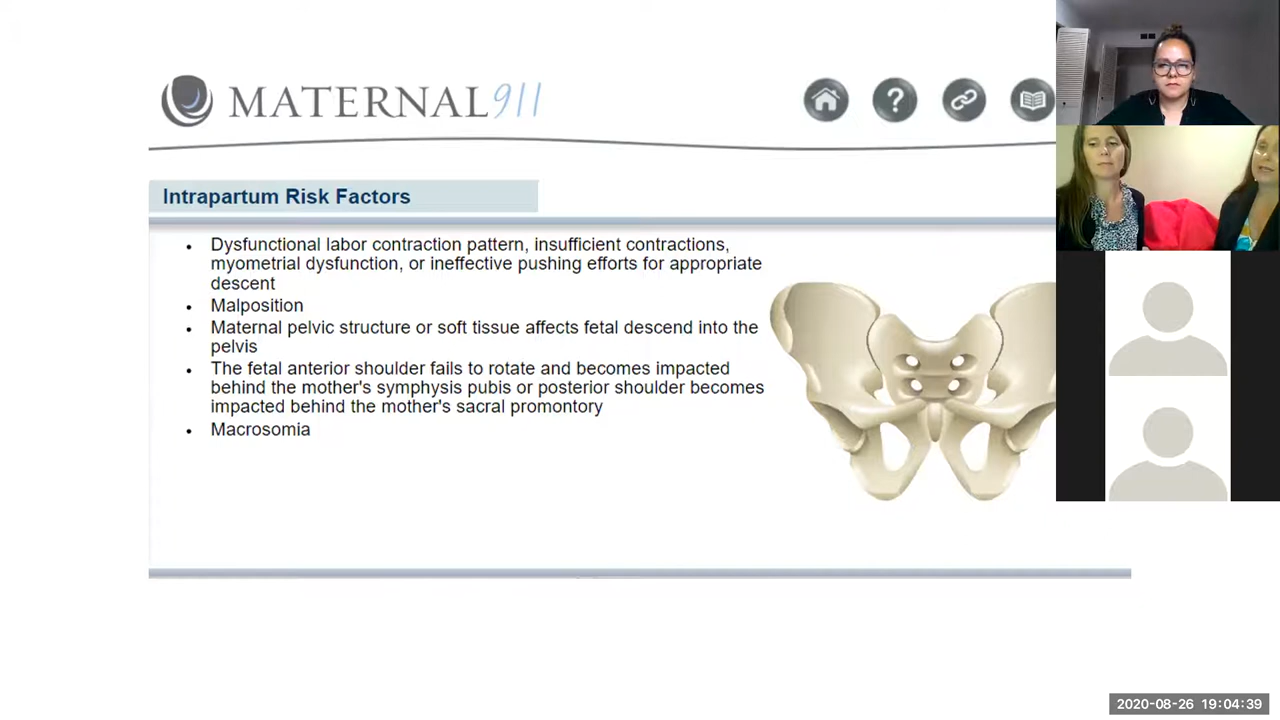 MATERNAL911
?
Intrapartum Risk Factors
• Dysfunctional labor contraction pattern, insufficient contractions,
myometrial dysfunction, or ineffective pushing efforts for appropriate
descent
• Malposition
• Maternal pelvic structure or soft tissue affects fetal descend into the
pelvis
• The fetal anterior shoulder fails to rotate and becomes impacted
behind the mother's symphysis pubis or posterior shoulder becomes
impacted behind the mother's sacral promontory
• Macrosomia
2020-08-26 19:04:39